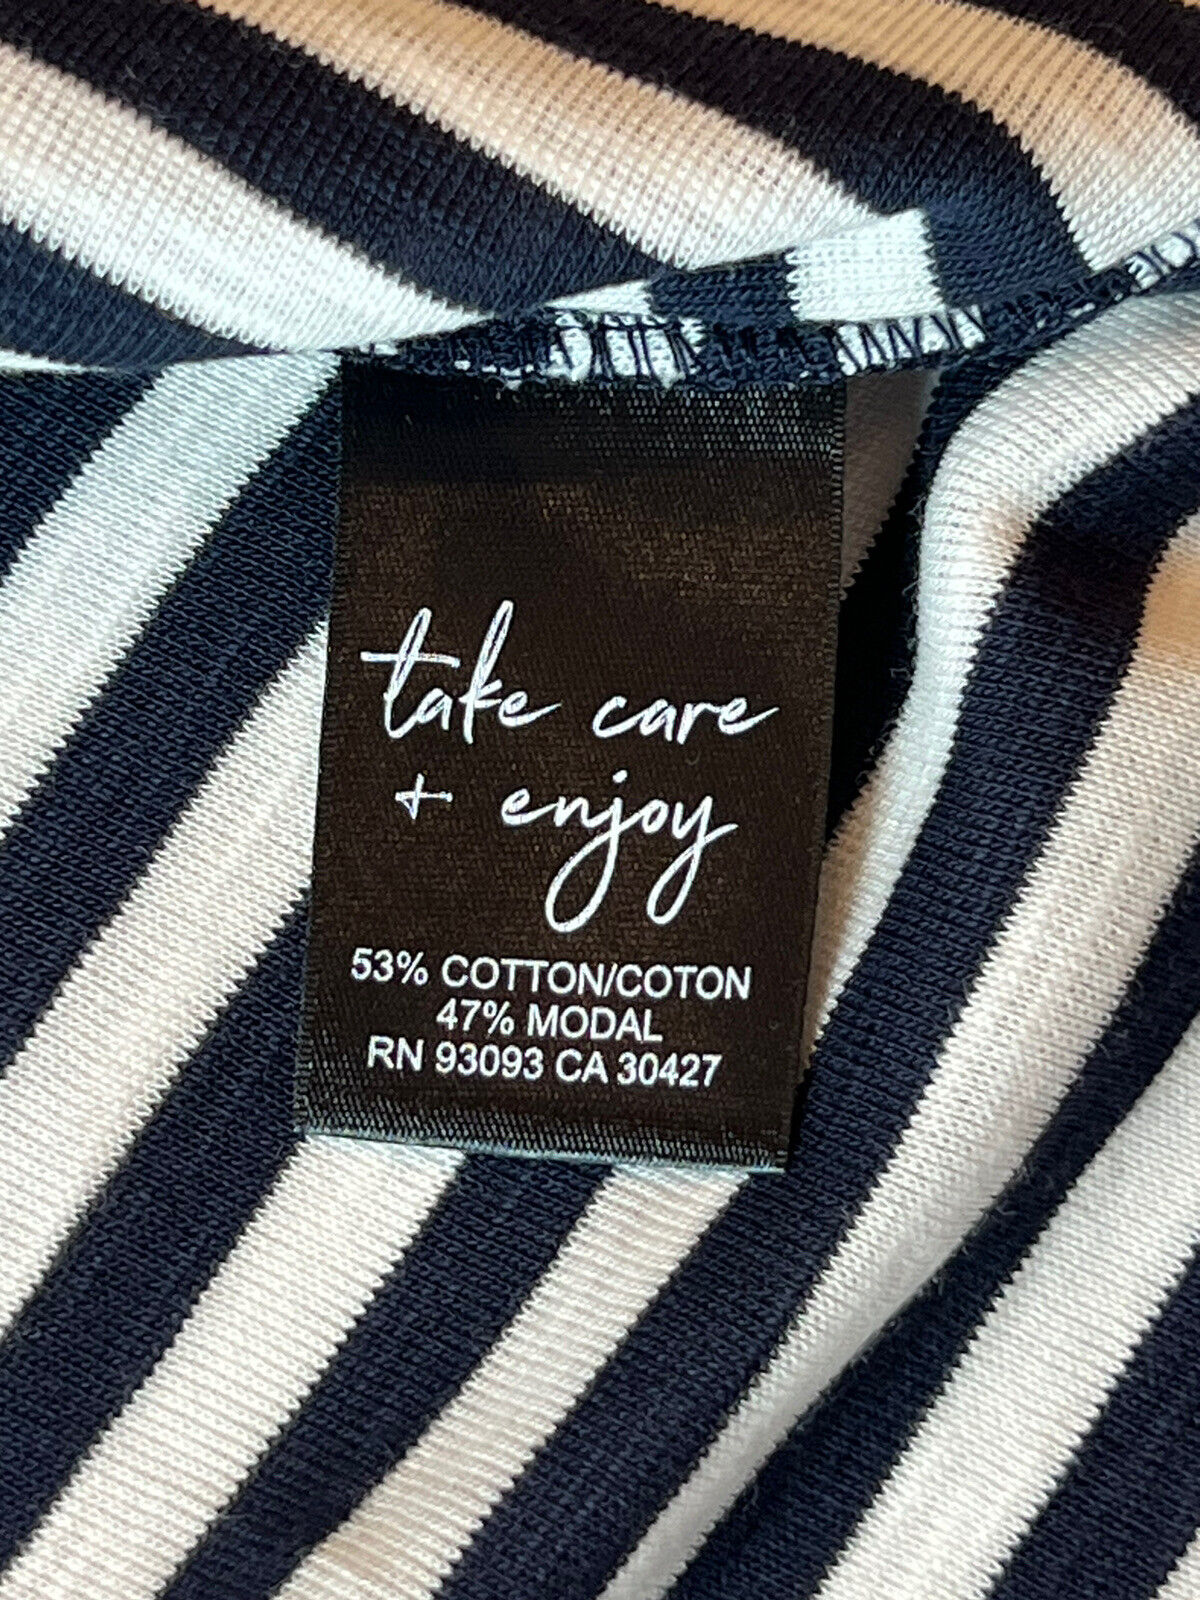 take care
+ enjoy
53% COTTON/COTON
47% MODAL
RN 93093 CA 30427